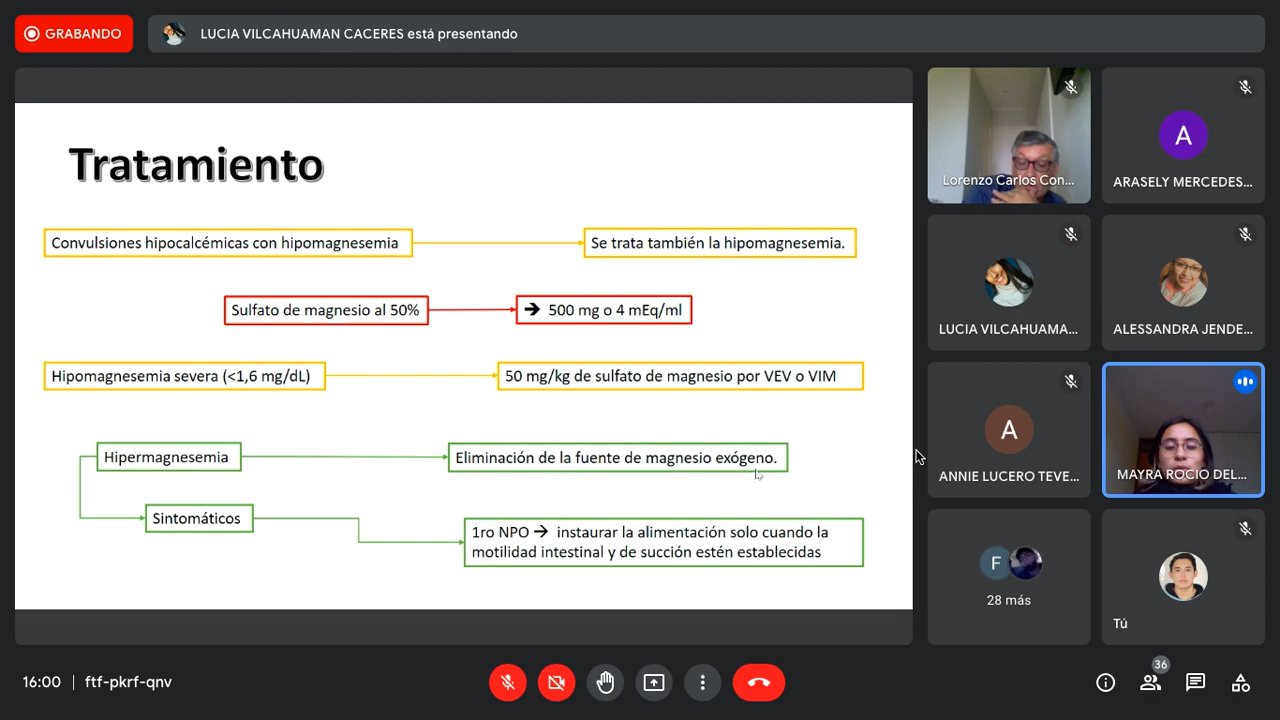 GRABANDO
LUCIA VILCAHUAMAN CACERES está presentando
Tratamiento
Convulsiones hipocalcémicas con hipomagnesemia
Se trata también la hipomagnesemia.
Sulfato de magnesio al 50%
➔ 500 mg o 4 mEq/ml
Hipomagnesemia severa (<1,6 mg/dL)
50 mg/kg de sulfato de magnesio por VEV o VIM
Hipermagnesemia
Eliminación de la fuente de magnesio exógeno.
Sintomáticos
1ro NPO ➔ instaurar la alimentación solo cuando la
motilidad intestinal y de succión estén establecidas
Lorenzo Carlos Con...
A
ARASELY MERCEDES...
LUCIA VILCAHUAMA...
ALESSANDRA JENDE...
A
ANNIE LUCERO TEVE...
MAYRA ROCIO DEL...
F
28 más
Tú
16:00 | ftf-pkrf-qnv
36